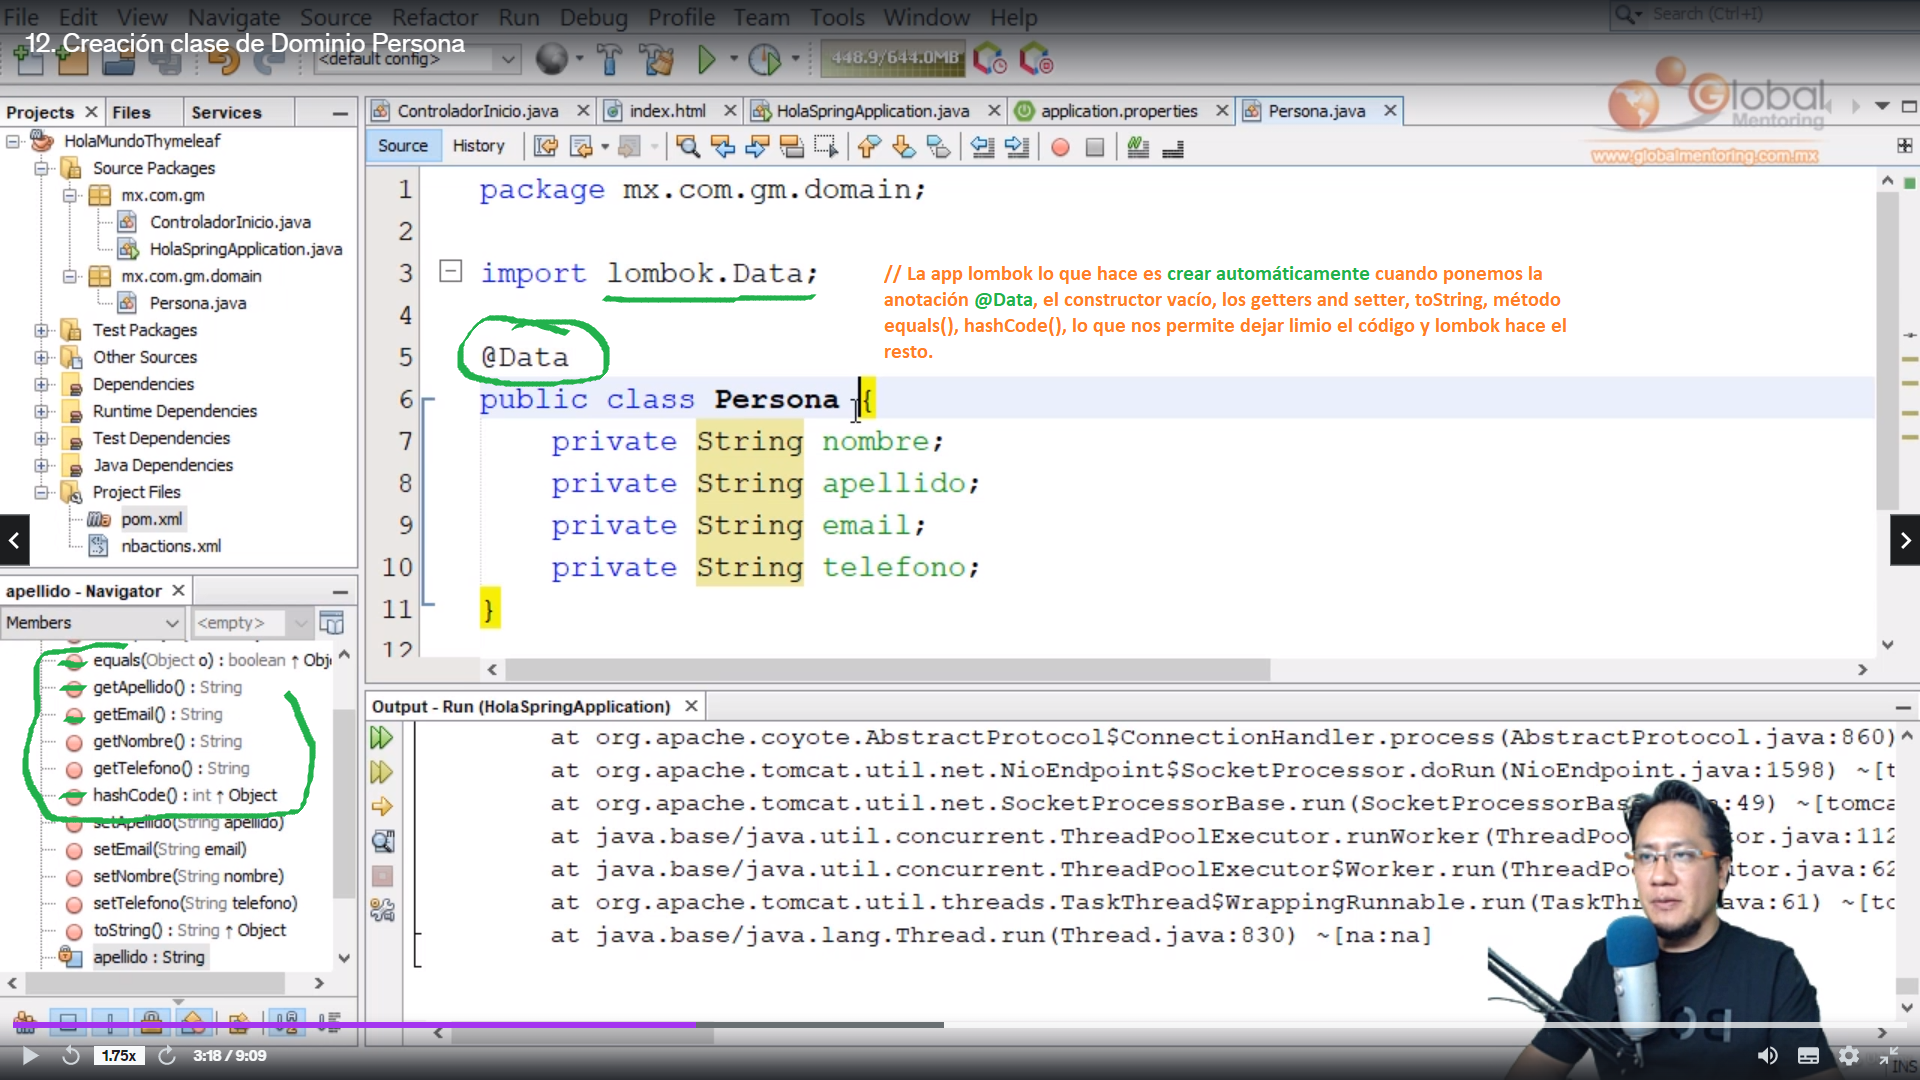 File Edit View Navigate Source Refactor Run Debug Profile Team Tools Window Help
Search (Ctrl+I)
12. Creación clase de Dominio Persona
<default config>
448.9/644.0MB
Global
Mentoring
www.globalmentoring.com.mx
Projects Files Services
HolaMundoThymeleaf
Source Packages
mx.com.gm
ControladorInicio.java
HolaSpringApplication.java
mx.com.gm.domain
Persona.java
Test Packages
Other Sources
Dependencies
Runtime Dependencies
Test Dependencies
Java Dependencies
Project Files
pom.xml
nbactions.xml
ControladorInicio.java index.html HolaSpringApplication.java application.properties Persona.java
Source History
1 package mx.com.gm.domain;
2
3 import lombok.Data;
4
5 @Data
6 public class Persona {
7 private String nombre;
8 private String apellido;
9 private String email;
10 private String telefono;
11 }
12
// La app lombok lo que hace es crear automáticamente cuando ponemos la
anotación @Data, el constructor vacío, los getters and setter, toString, método
equals(), hashCode(), lo que nos permite dejar limio el código y lombok hace el
resto.
apellido - Navigator
Members <empty>
equals(Object o) : boolean ↑ Obj
getApellido() : String
getEmail() : String
getNombre() : String
getTelefono() : String
hashCode() : int ↑ Object
setApellido(String apellido)
setEmail(String email)
setNombre(String nombre)
setTelefono(String telefono)
toString() : String ↑ Object
apellido : String
Output - Run (HolaSpringApplication)
at org.apache.coyote.AbstractProtocol$ConnectionHandler.process(AbstractProtocol.java:860)
at org.apache.tomcat.util.net.NioEndpoint$SocketProcessor.doRun(NioEndpoint.java:1598) ~[t
at org.apache.tomcat.util.net.SocketProcessorBase.run(SocketProcessorBas :49) ~[tomca
at java.base/java.util.concurrent.ThreadPoolExecutor.runWorker(ThreadPoo or.java:112
at java.base/java.util.concurrent.ThreadPoolExecutor$Worker.run(ThreadPo tor.java:62
at org.apache.tomcat.util.threads.TaskThread$WrappingRunnable.run(TaskThr ava:61) ~[to
at java.base/java.lang.Thread.run(Thread.java:830) ~[na:na]
1.75x 3:18 / 9:09
INS